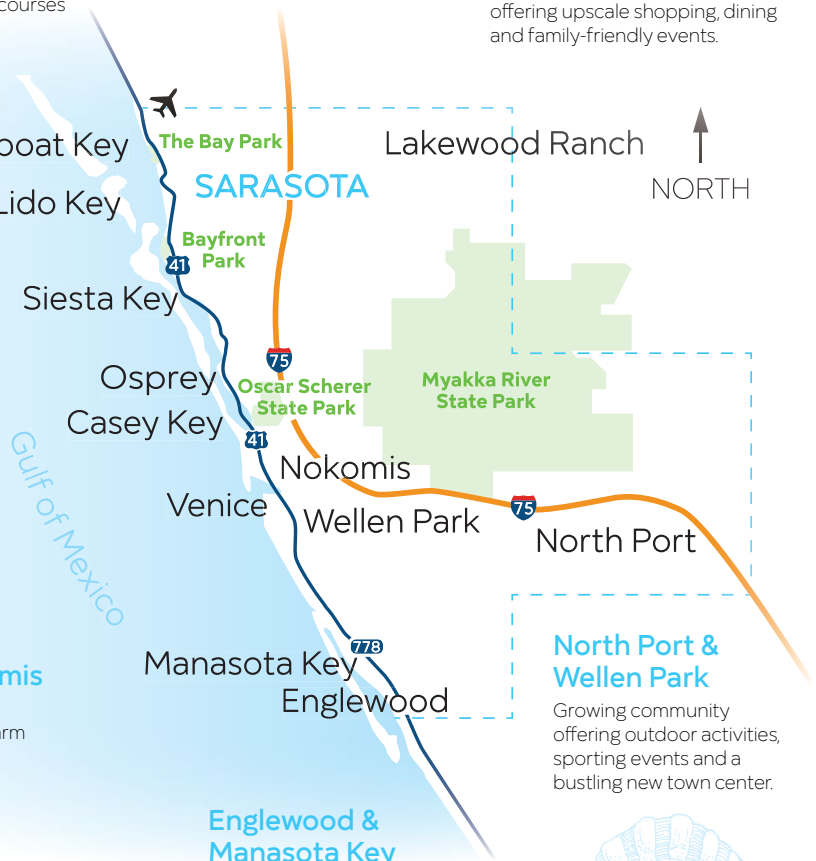 courses
offering upscale shopping, dining
and family-friendly events.
The Bay Park
Lakewood Ranch
Key
SARASOTA
NORTH
Lido Key
Bayfront
Park
41
Siesta Key
75
Osprey
Oscar Scherer
State Park
Myakka River
State Park
Casey Key
41
Nokomis
Gulf of Mexico
Venice
75
Wellen Park
North Port
778
Manasota Key
Englewood
North Port &
Wellen Park
Growing community
offering outdoor activities,
sporting events and a
bustling new town center.
Englewood &
Manasota Key